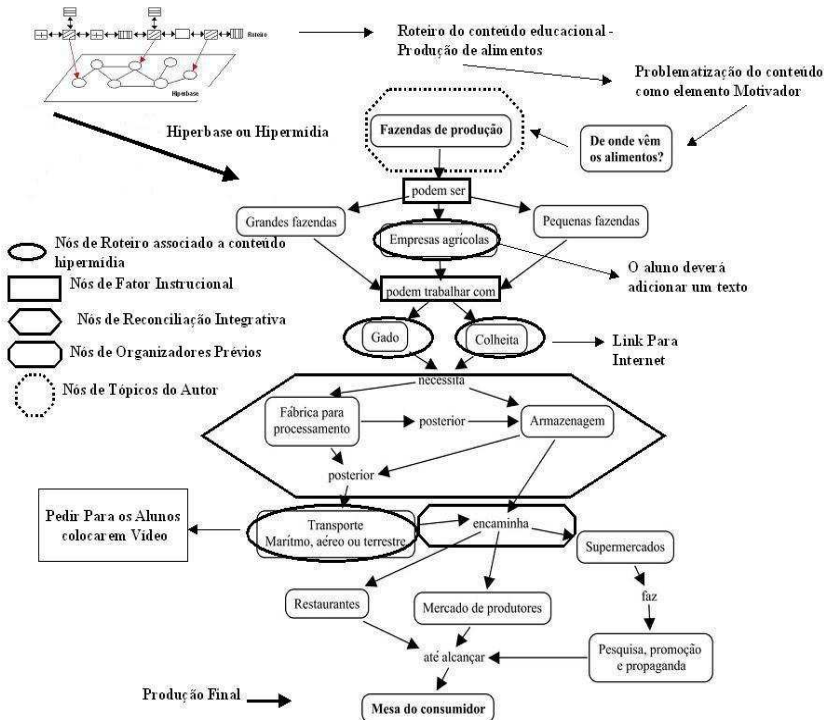 Roteiro
Hiperbase
Roteiro do conteúdo educacional -
Produção de alimentos
Problematização do conteúdo
como elemento Motivador
Hiperbase ou Hipermídia
Fazendas de produção
De onde vêm
os alimentos?
podem ser
Grandes fazendas
Pequenas fazendas
Empresas agrícolas
Nós de Roteiro associado a conteúdo
hipermídia
O aluno deverá
adicionar um texto
Nós de Fator Instrucional
podem trabalhar com
Nós de Reconciliação Integrativa
Gado
Colheita
Link Para
Internet
Nós de Organizadores Prévios
Nós de Tópicos do Autor
necessita
Fábrica para
processamento
posterior
Armazenagem
posterior
Pedir Para os Alunos
colocarem Vídeo
Transporte
Marítmo, aéreo ou terrestre
encaminha
Supermercados
Restaurantes
Mercado de produtores
faz
até alcançar
Pesquisa, promoção
e propaganda
Produção Final
Mesa do consumidor